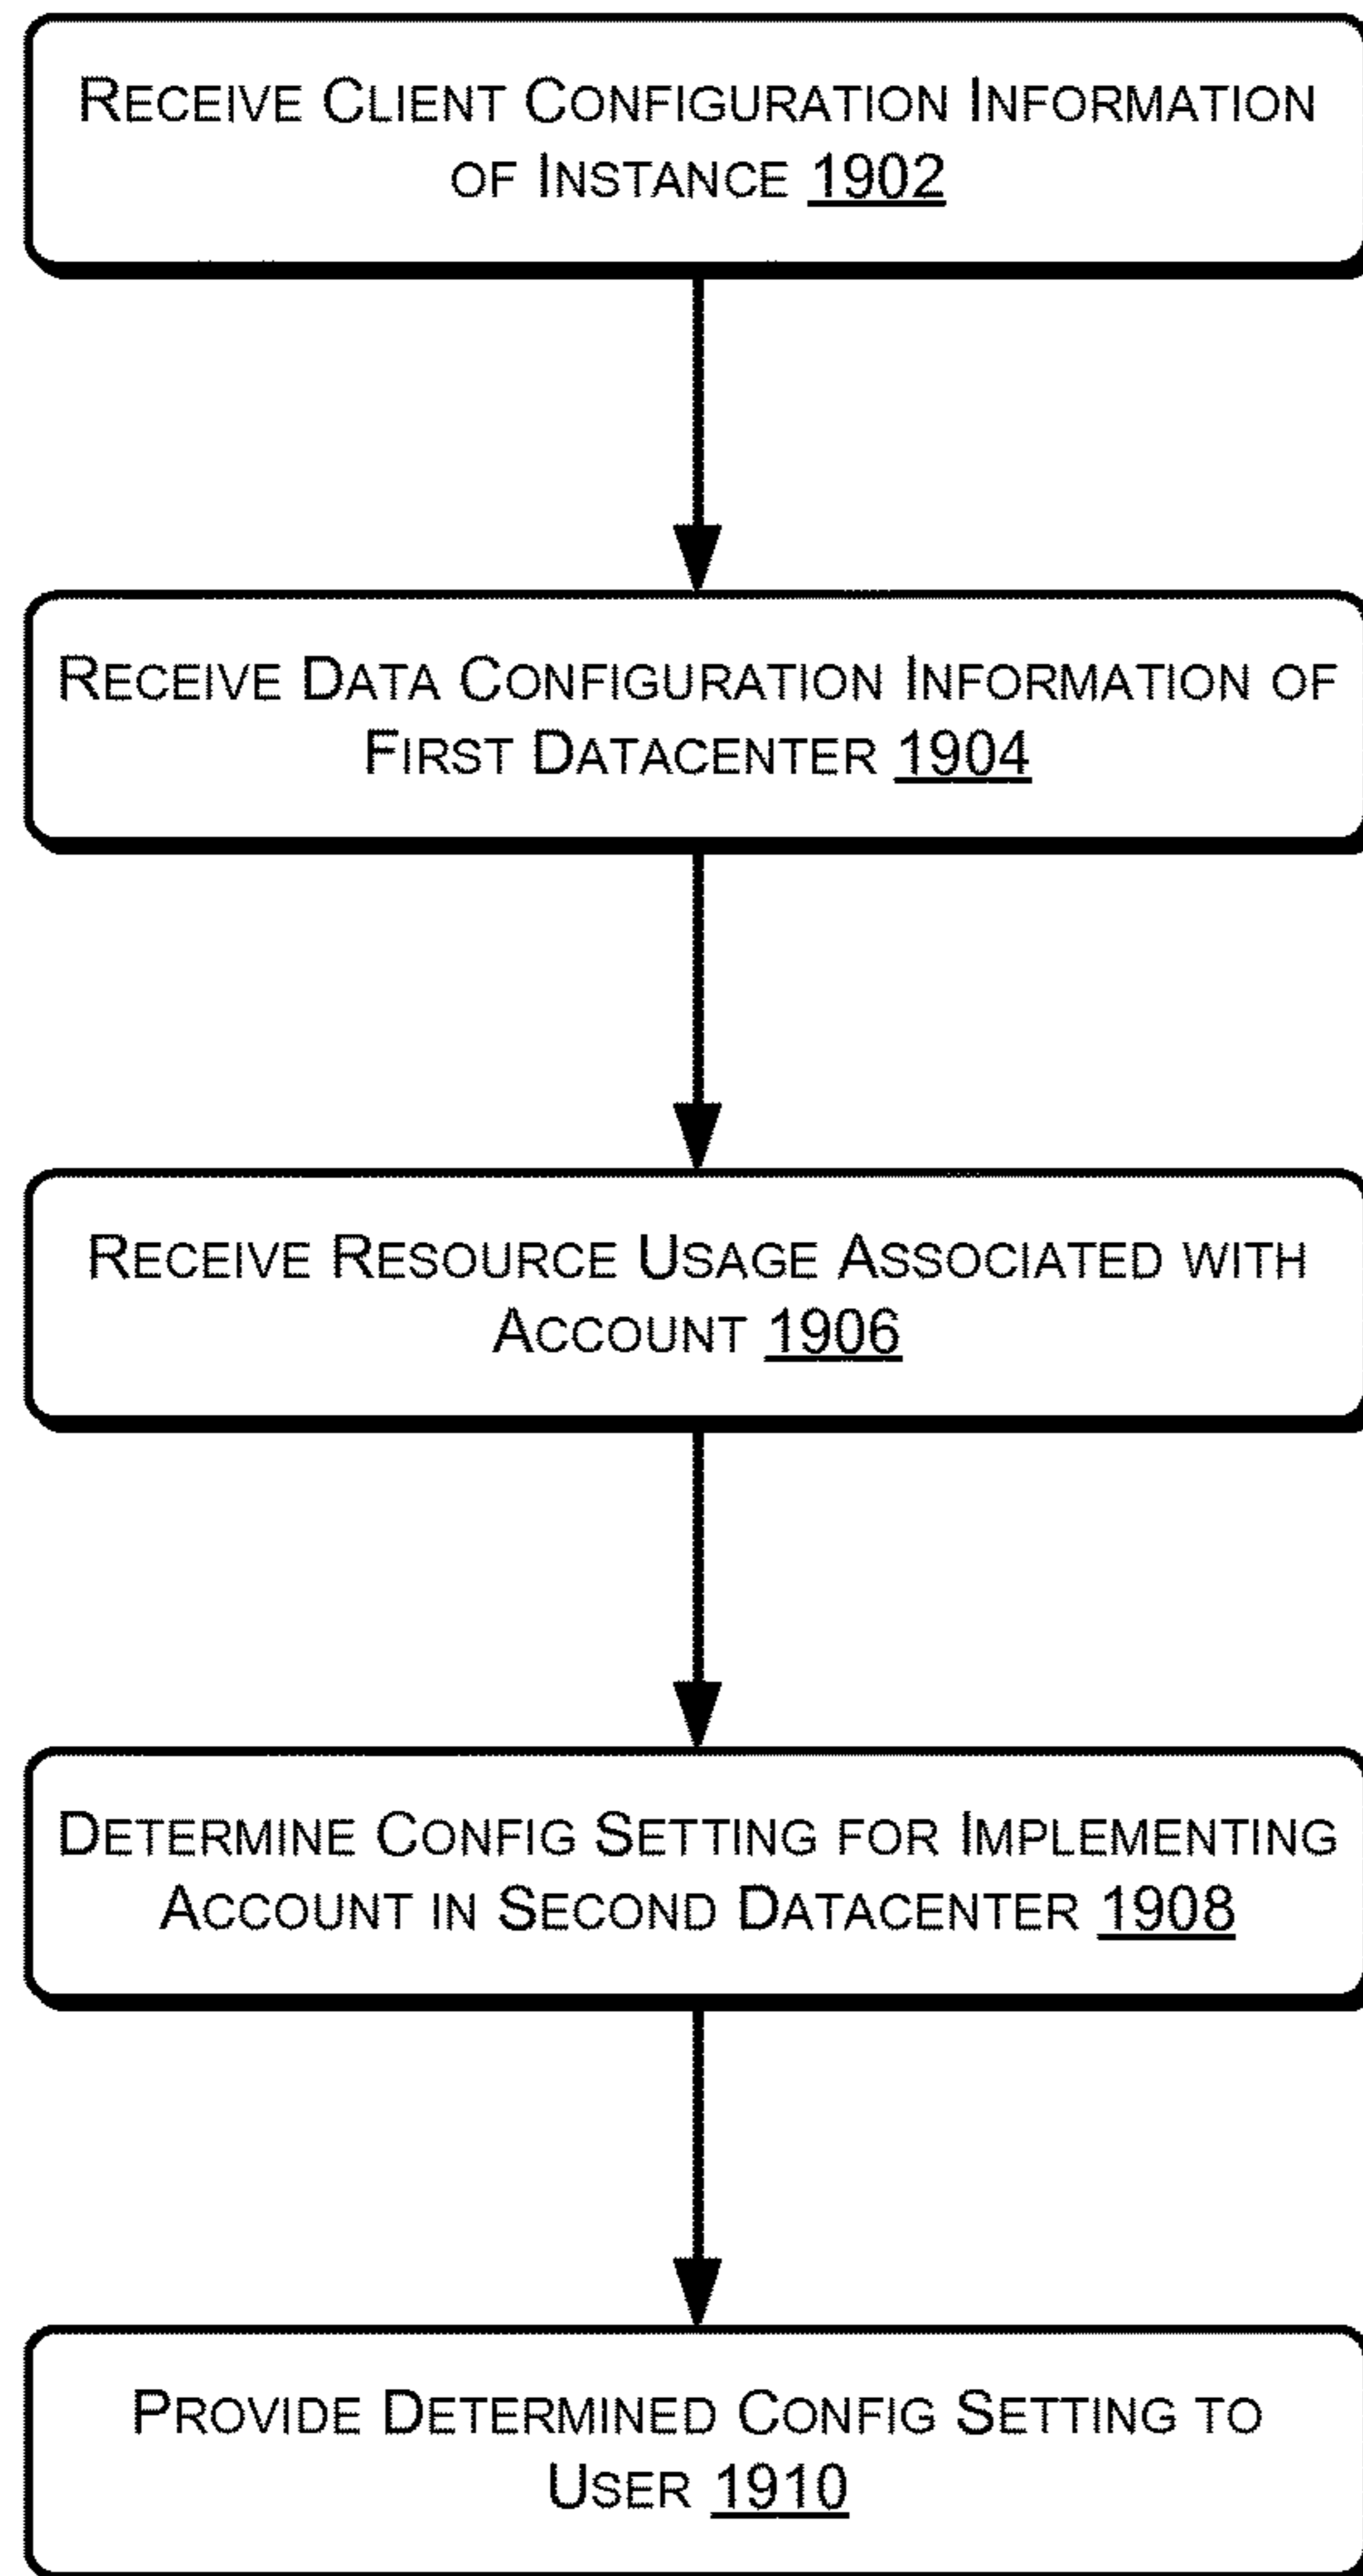 RECEIVE CLIENT CONFIGURATION INFORMATION
OF INSTANCE 1902
RECEIVE DATA CONFIGURATION INFORMATION OF
FIRST DATACENTER 1904
RECEIVE RESOURCE USAGE ASSOCIATED WITH
ACCOUNT 1906
DETERMINE CONFIG SETTING FOR IMPLEMENTING
ACCOUNT IN SECOND DATACENTER 1908
PROVIDE DETERMINED CONFIG SETTING TO
USER 1910